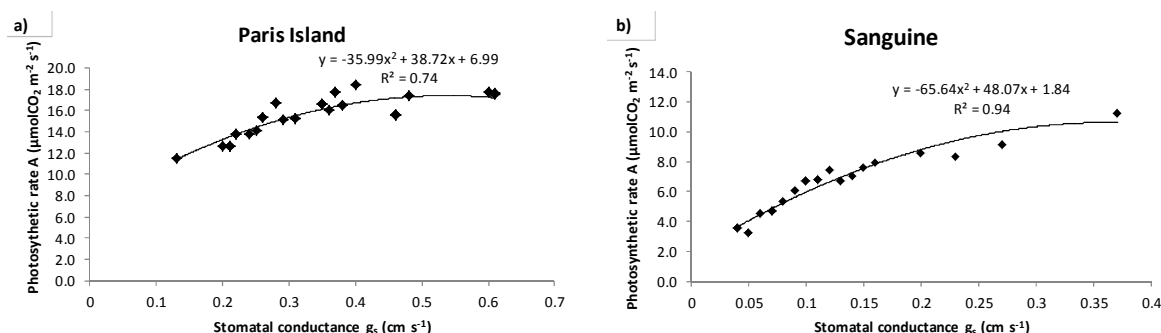 a)
Paris Island
y = -35.99x² + 38.72x + 6.99
R² = 0.74
Photosythetic rate A (µmolCO₂ m⁻² s⁻¹)
20.0
18.0
16.0
14.0
12.0
10.0
8.0
6.0
4.0
2.0
0.0
0 0.1 0.2 0.3 0.4 0.5 0.6 0.7
Stomatal conductance gₛ (cm s⁻¹)
b)
Sanguine
y = -65.64x² + 48.07x + 1.84
R² = 0.94
Photosynthetic rate A (µmolCO₂ m⁻² s⁻¹)
14.0
12.0
10.0
8.0
6.0
4.0
2.0
0.0
0 0.05 0.1 0.15 0.2 0.25 0.3 0.35 0.4
Stomatal conductance gₛ (cm s⁻¹)